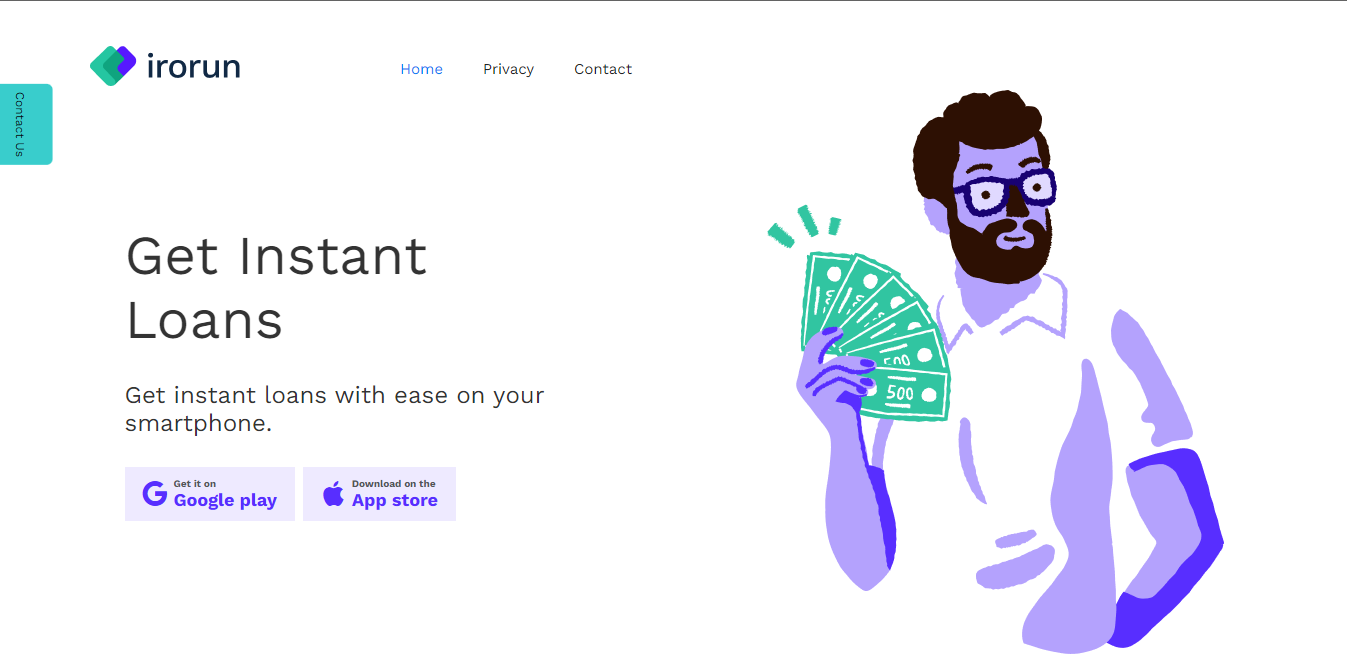 irorun
Home Privacy Contact
Contact Us
Get Instant
Loans
Get instant loans with ease on your
smartphone.
Get it on
Google play
Download on the
App store
500
500